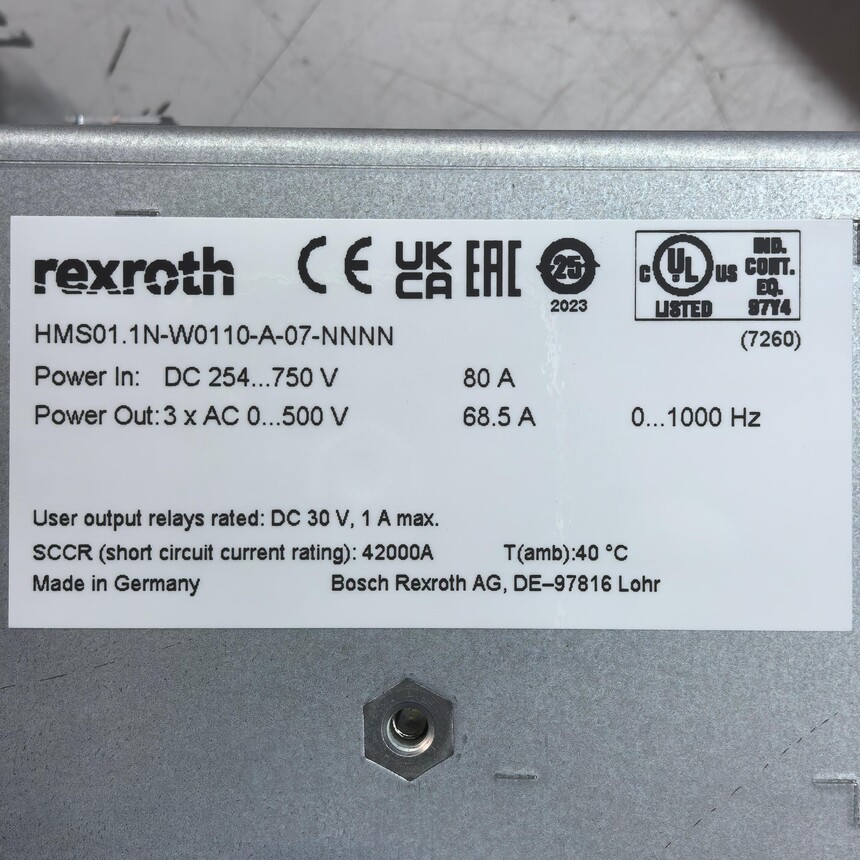 rexroth CE UK CA EAC 25 2023
C UL US LISTED IND. CONT. EQ. 97Y4
HMS01.1N-W0110-A-07-NNNN (7260)
Power In: DC 254...750 V 80 A
Power Out: 3 x AC 0...500 V 68.5 A 0...1000 Hz
User output relays rated: DC 30 V, 1 A max.
SCCR (short circuit current rating): 42000A T(amb):40 °C
Made in Germany Bosch Rexroth AG, DE–97816 Lohr